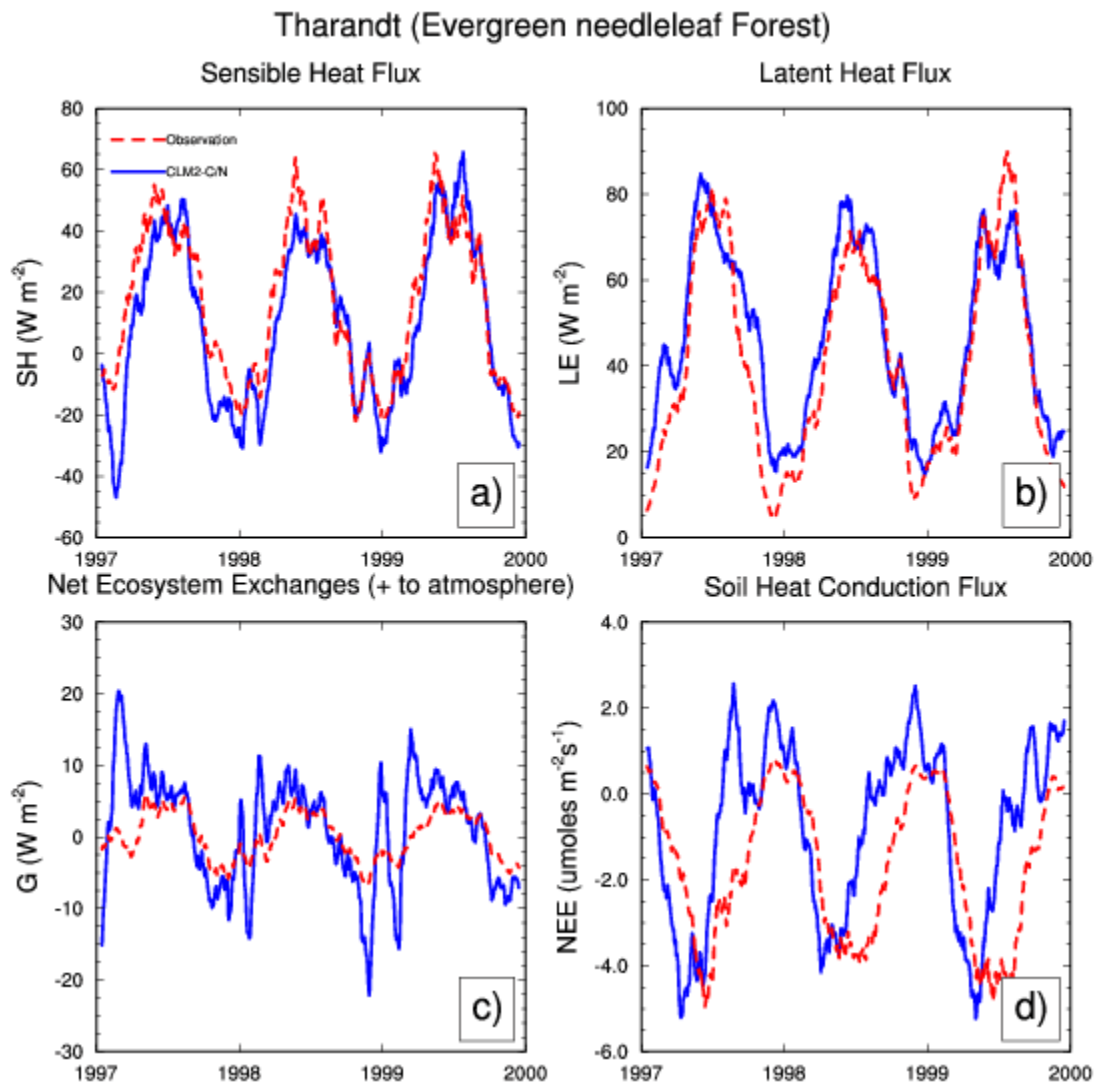 Tharandt (Evergreen needleleaf Forest)
Sensible Heat Flux
Latent Heat Flux
80
60
40
20
0
-20
-40
-60
SH (W m-2)
Observation
CLM2-C/N
a)
1997
1998
1999
2000
100
80
60
40
20
0
LE (W m-2)
b)
1997
1998
1999
2000
Net Ecosystem Exchanges (+ to atmosphere)
Soil Heat Conduction Flux
30
20
10
0
-10
-20
-30
G (W m-2)
c)
1997
1998
1999
2000
4.0
2.0
0.0
-2.0
-4.0
-6.0
NEE (umoles m-2s-1)
d)
1997
1998
1999
2000